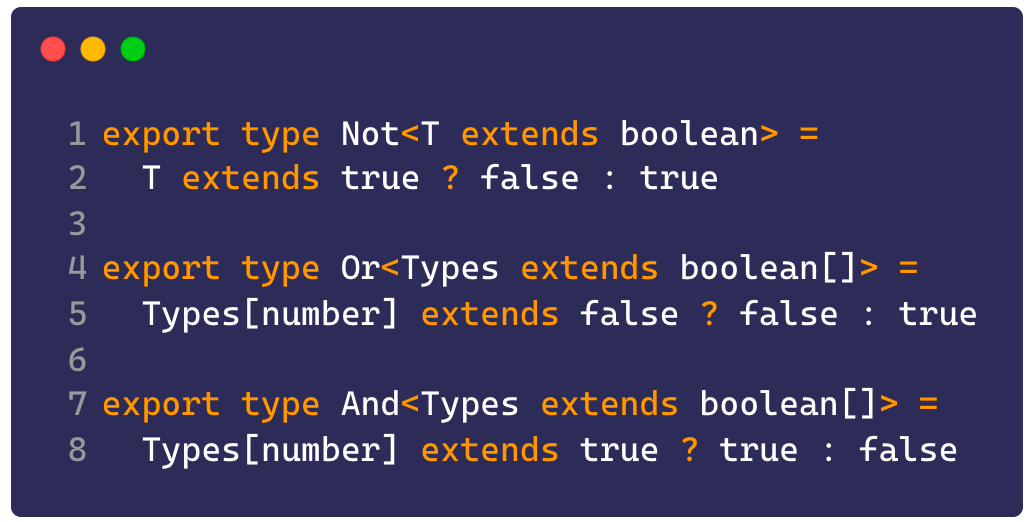 1 export type Not<T extends boolean> =
2   T extends true ? false : true
3
4 export type Or<Types extends boolean[]> =
5   Types[number] extends false ? false : true
6
7 export type And<Types extends boolean[]> =
8   Types[number] extends true ? true : false